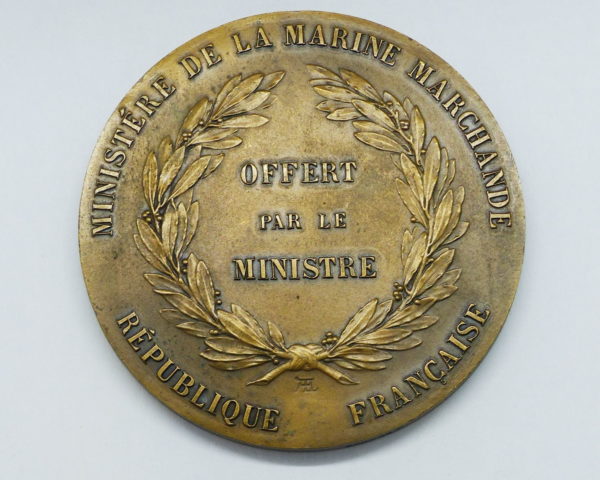 MINISTÉRE DE LA MARINE MARCHANDE
OFFERT
PAR LE
MINISTRE
RÉPUBLIQUE FRANÇAISE